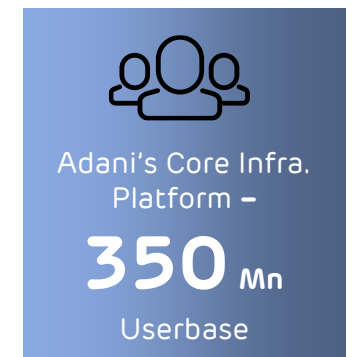 Adani’s Core Infra.
Platform –
350 Mn
Userbase